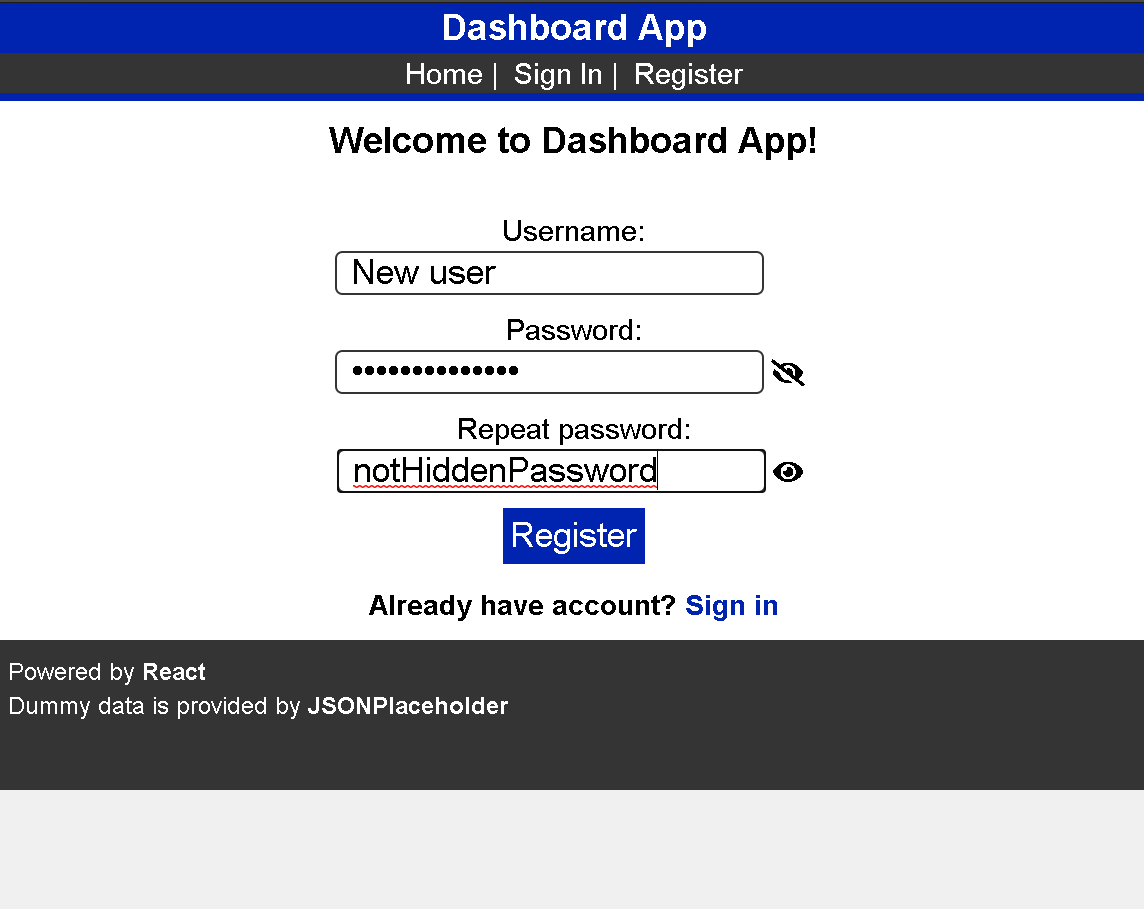 Dashboard App
Home | Sign In | Register
Welcome to Dashboard App!
Username:
New user
Password:
••••••••••••••
Repeat password:
notHiddenPassword
Register
Already have account? Sign in
Powered by React
Dummy data is provided by JSONPlaceholder